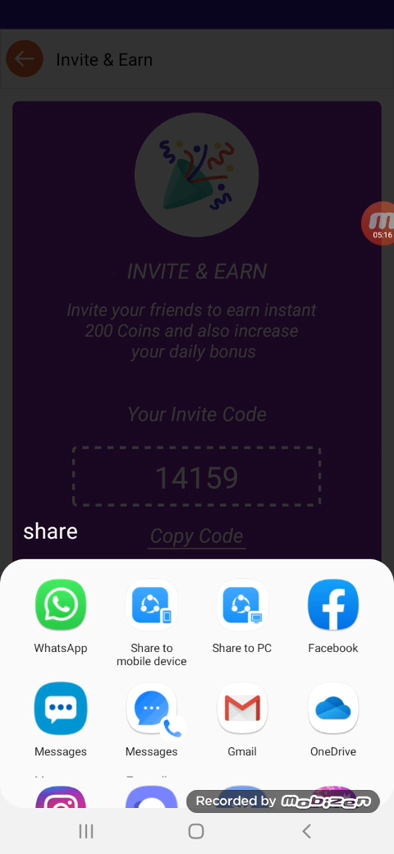 Invite & Earn
05:16
INVITE & EARN
Invite your friends to earn instant
200 Coins and also increase
your daily bonus
Your Invite Code
14159
Copy Code
share
WhatsApp
Share to
mobile device
Share to PC
Facebook
Messages
Messages
Gmail
OneDrive
Recorded by MOBIZEN